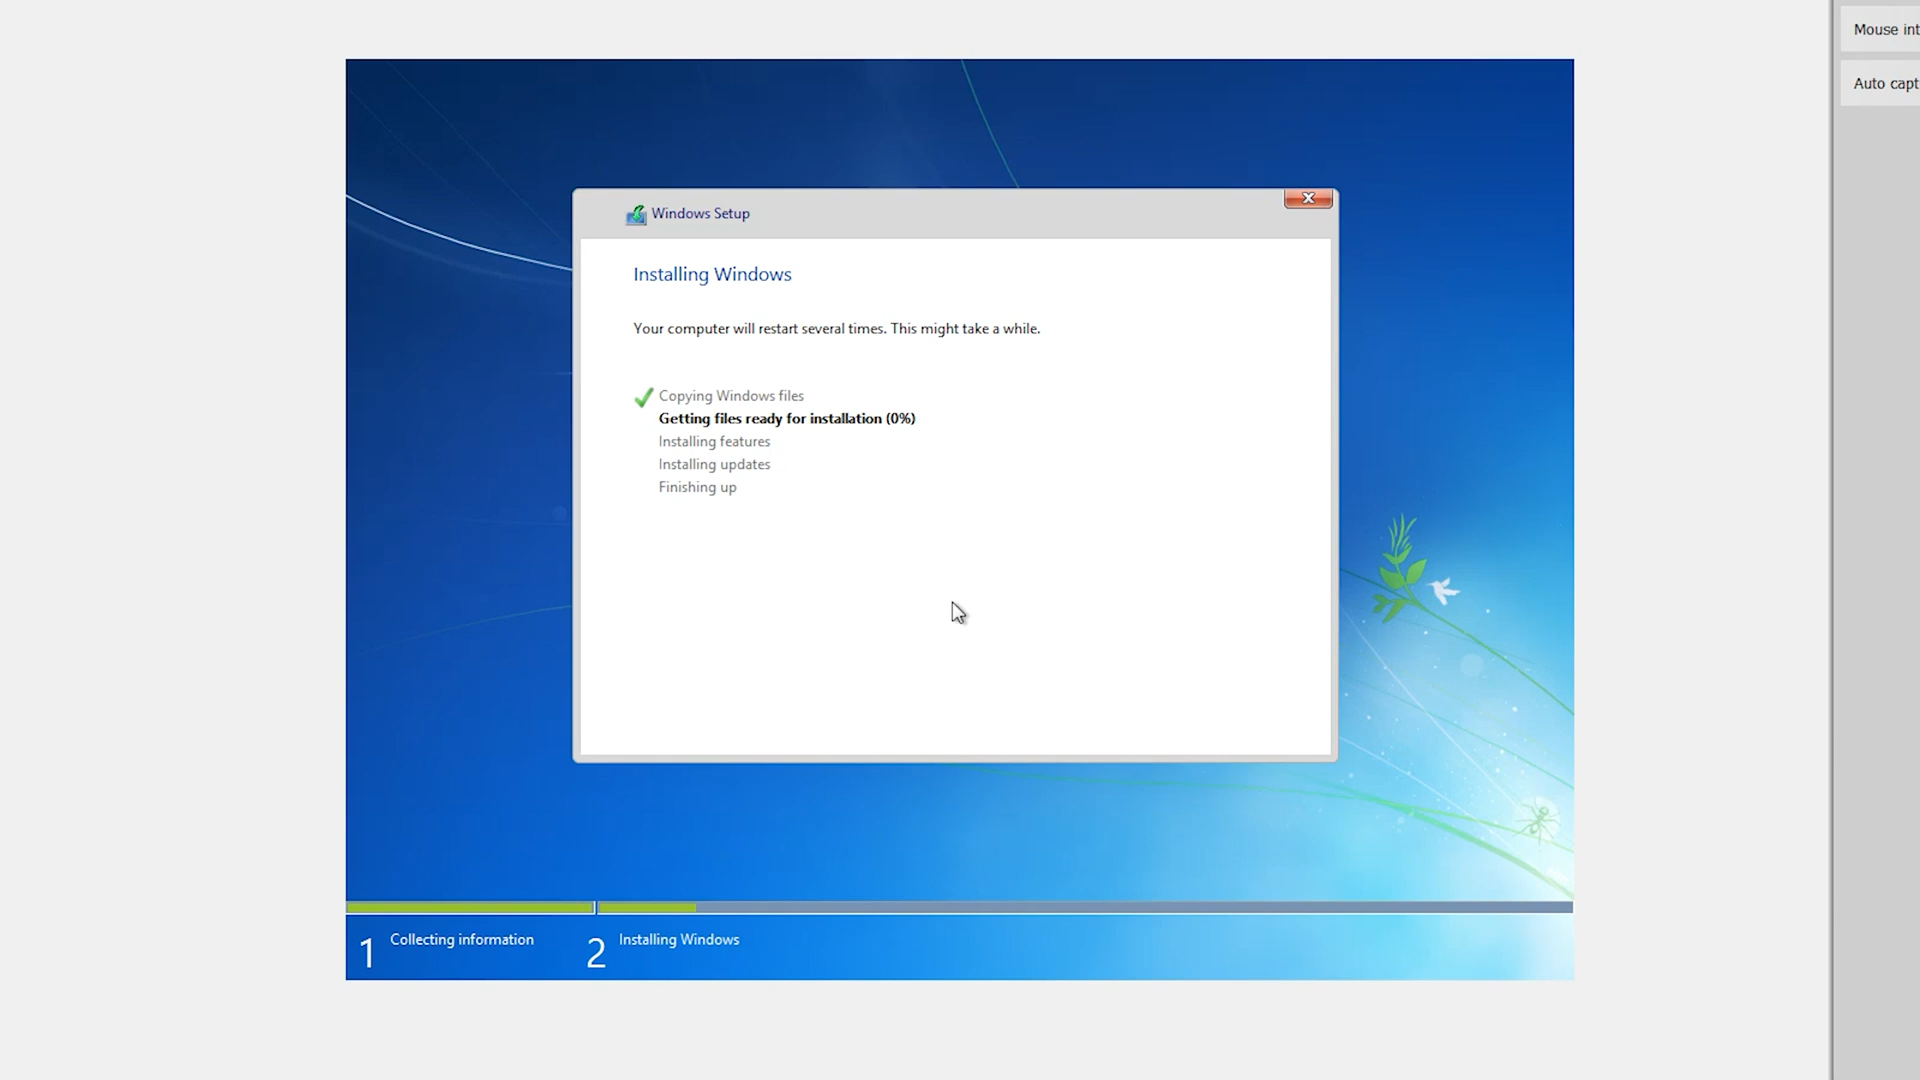 Mouse int
Auto capt
Windows Setup
Installing Windows
Your computer will restart several times. This might take a while.
Copying Windows files
Getting files ready for installation (0%)
Installing features
Installing updates
Finishing up
1 Collecting information
2 Installing Windows